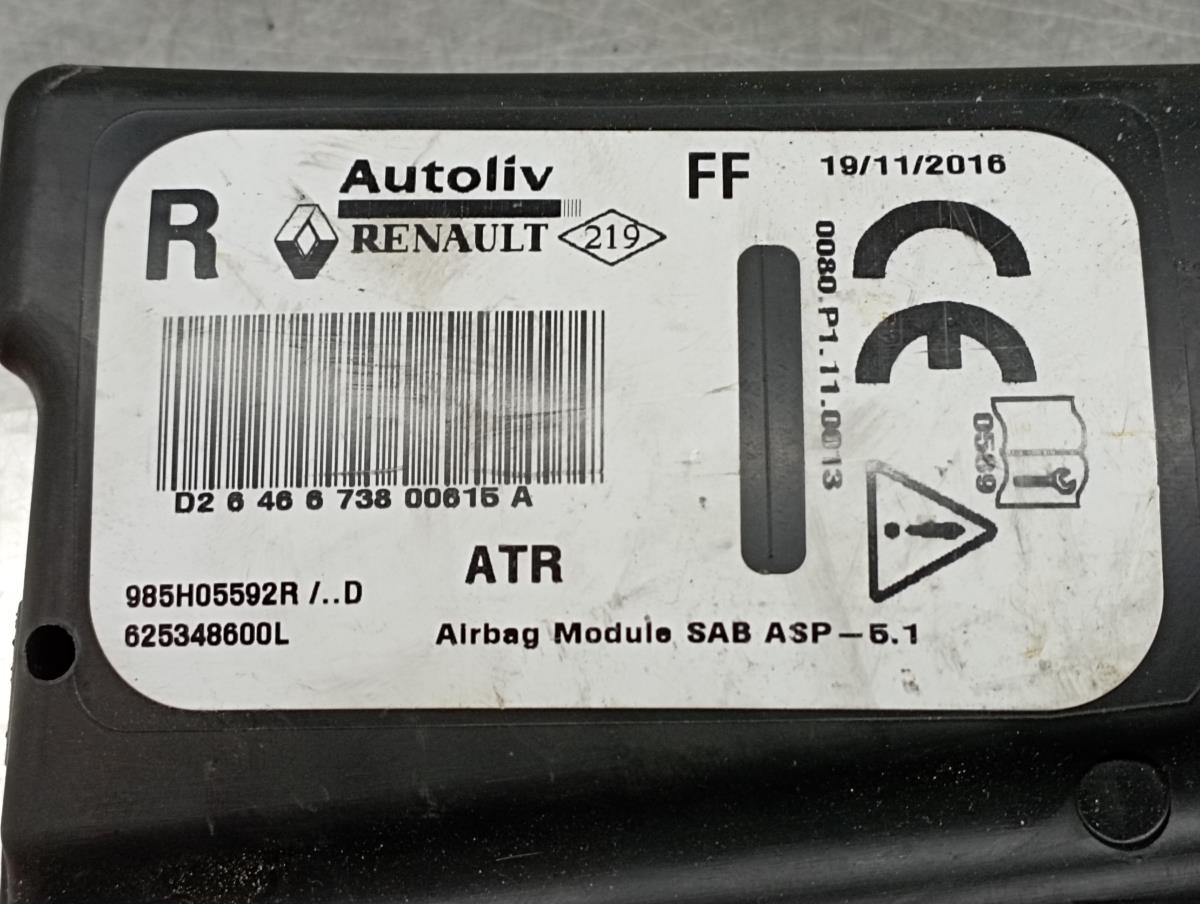 R
Autoliv
RENAULT
219
FF
19/11/2016
0080.P1.11.0013
0589
D2 6 46 6 738 00615 A
ATR
985H05592R /..D
625348600L
Airbag Module SAB ASP-5.1